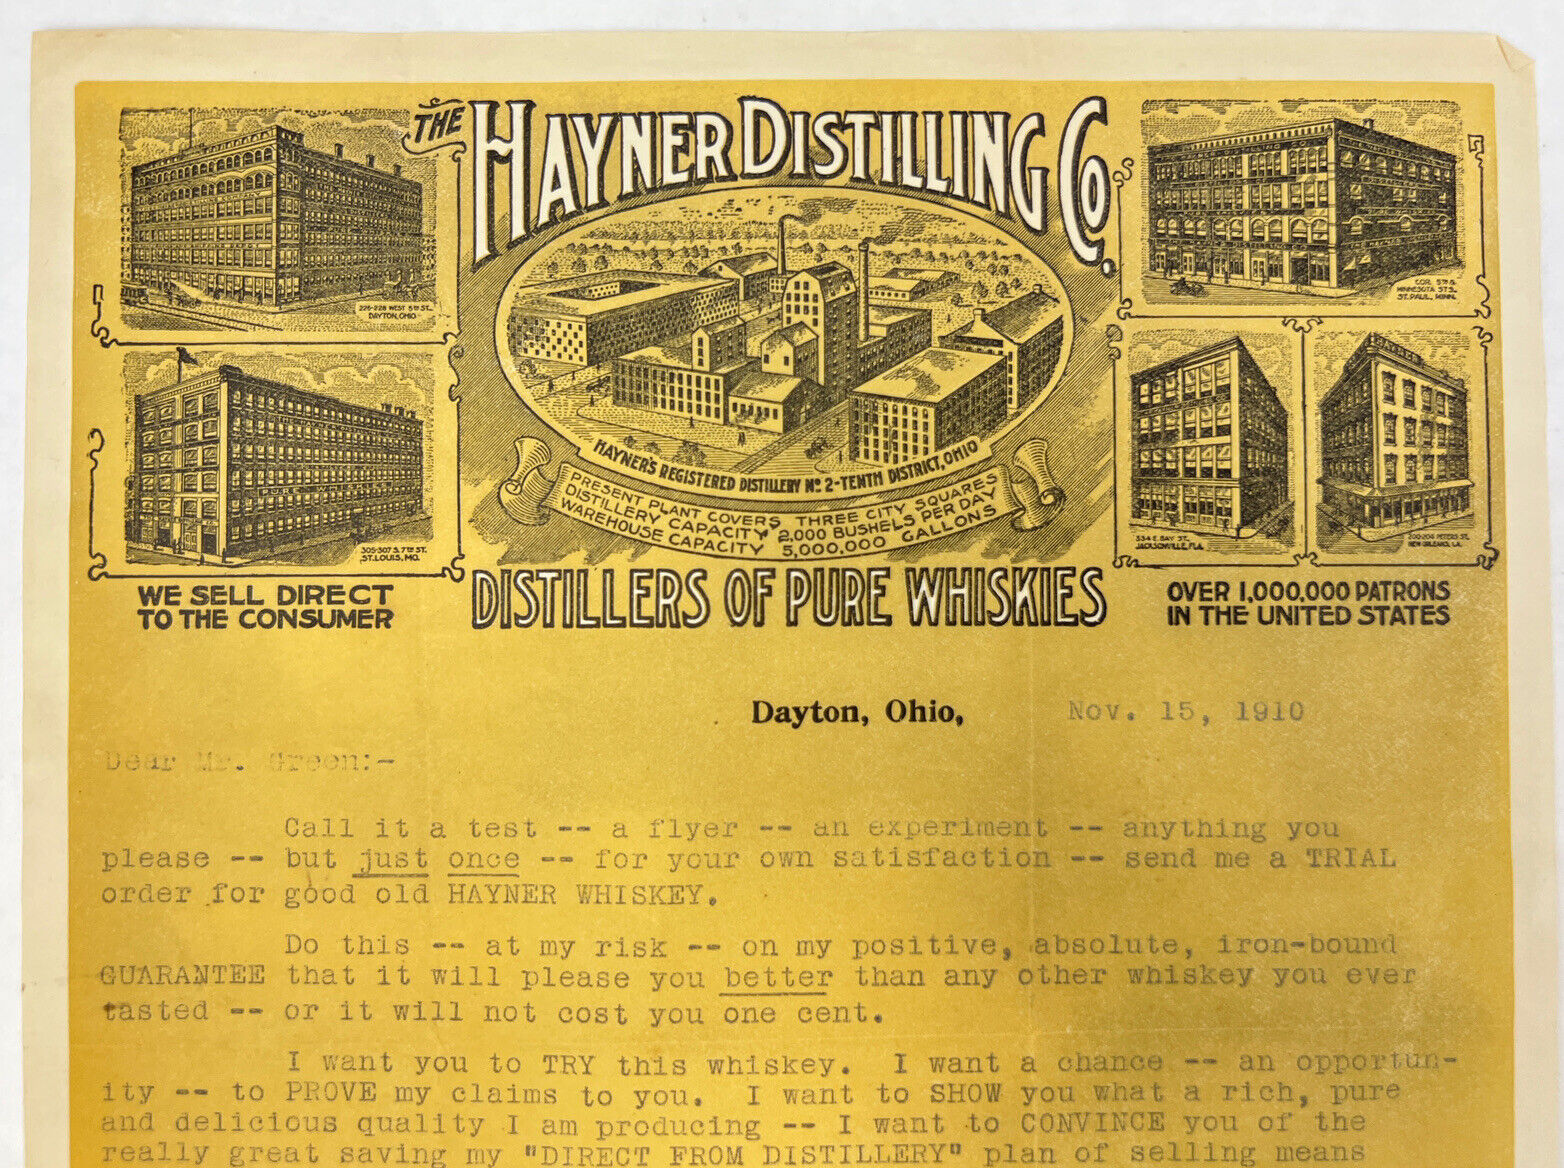 THE HAYNER DISTILLING CO.
226-228 WEST 5TH ST.,
DAYTON, OHIO
COR. 5TH &
MINNESOTA STS.,
ST. PAUL, MINN.
305-307 S. 7TH ST.
ST. LOUIS, MO.
HAYNER'S REGISTERED DISTILLERY No. 2-TENTH DISTRICT, OHIO
PRESENT PLANT COVERS THREE CITY SQUARES
DISTILLERY CAPACITY 2,000 BUSHELS PER DAY
WAREHOUSE CAPACITY 5,000,000 GALLONS
334 E. BAY ST.,
JACKSONVILLE, FLA.
HAYNER
200-204 PETERS ST.,
NEW ORLEANS, LA.
WE SELL DIRECT
TO THE CONSUMER
DISTILLERS OF PURE WHISKIES
OVER 1,000,000 PATRONS
IN THE UNITED STATES
Dayton, Ohio, Nov. 15, 1910
Dear Mr. Green:-
Call it a test -- a flyer -- an experiment -- anything you
please -- but just once -- for your own satisfaction -- send me a TRIAL
order for good old HAYNER WHISKEY.
Do this -- at my risk -- on my positive, absolute, iron-bound
GUARANTEE that it will please you better than any other whiskey you ever
tasted -- or it will not cost you one cent.
I want you to TRY this whiskey. I want a chance -- an opportun-
ity -- to PROVE my claims to you. I want to SHOW you what a rich, pure
and delicious quality I am producing -- I want to CONVINCE you of the
really great saving my "DIRECT FROM DISTILLERY" plan of selling means